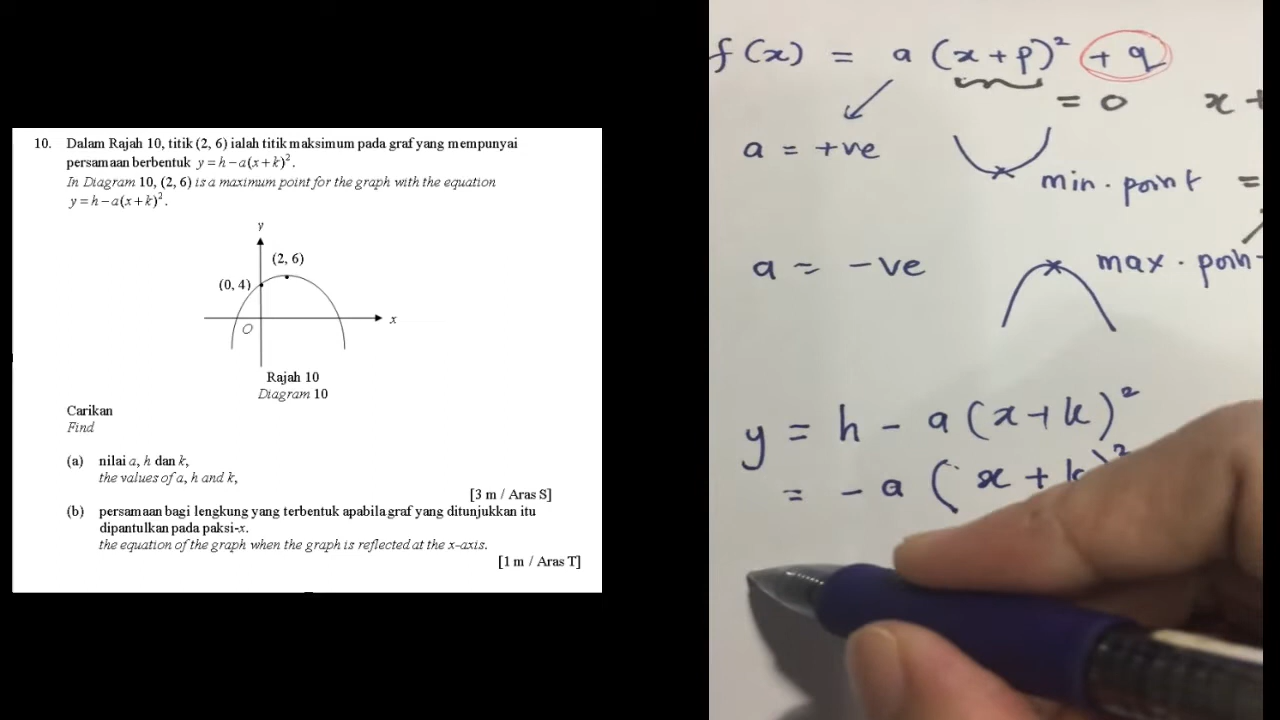 10. Dalam Rajah 10, titik (2, 6) ialah titik maksimum pada graf yang mempunyai
persamaan berbentuk y = h – a(x + k)².
In Diagram 10, (2, 6) is a maximum point for the graph with the equation
y = h – a(x + k)².
y
(2, 6)
(0, 4)
O
x
Rajah 10
Diagram 10
Carikan
Find
(a) nilai a, h dan k,
the values of a, h and k,
[3 m / Aras S]
(b) persamaan bagi lengkung yang terbentuk apabila graf yang ditunjukkan itu
dipantulkan pada paksi-x.
the equation of the graph when the graph is reflected at the x-axis.
[1 m / Aras T]
f(x) = a (x + p)² + q
= 0 x +
a = +ve
min. point =
a = -ve
max. point
y = h - a (x + k)²
= - a (x + k)²